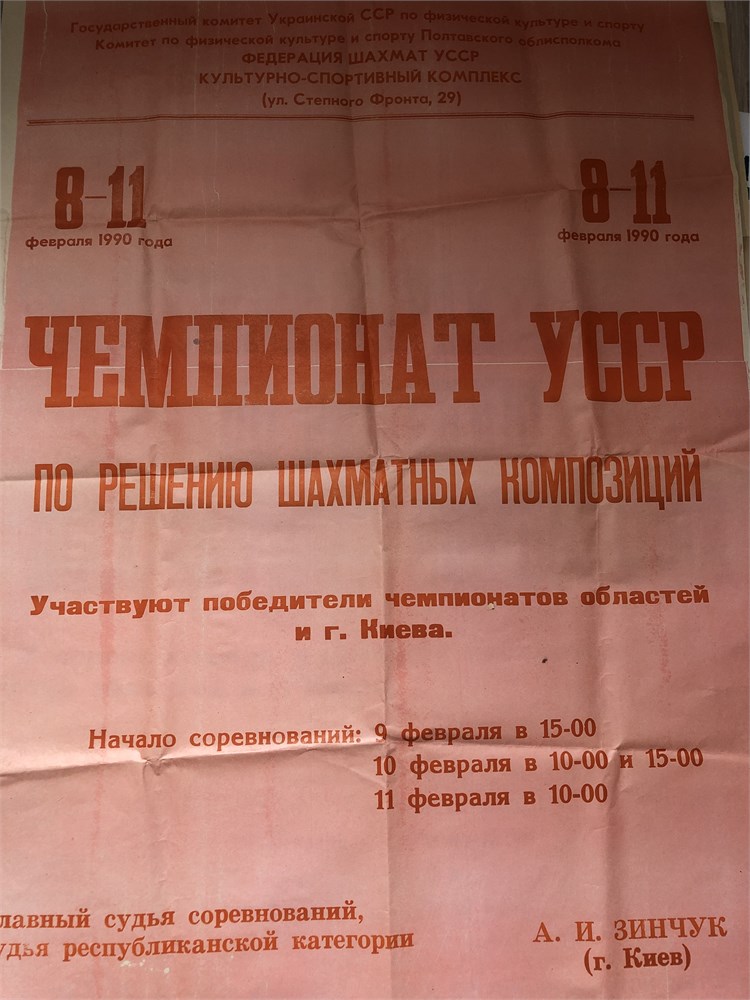 Государственный комитет Украинской ССР по физической культуре и спорту
Комитет по физической культуре и спорту Полтавского облисполкома
ФЕДЕРАЦИЯ ШАХМАТ УССР
КУЛЬТУРНО-СПОРТИВНЫЙ КОМПЛЕКС
(ул. Степного Фронта, 29)
8–11 8–11
февраля 1990 года февраля 1990 года
ЧЕМПИОНАТ УССР
ПО РЕШЕНИЮ ШАХМАТНЫХ КОМПОЗИЦИЙ
Участвуют победители чемпионатов областей
и г. Киева.
Начало соревнований: 9 февраля в 15-00
10 февраля в 10-00 и 15-00
11 февраля в 10-00
лавный судья соревнований,
удья республиканской категории А. И. ЗИНЧУК
(г. Киев)